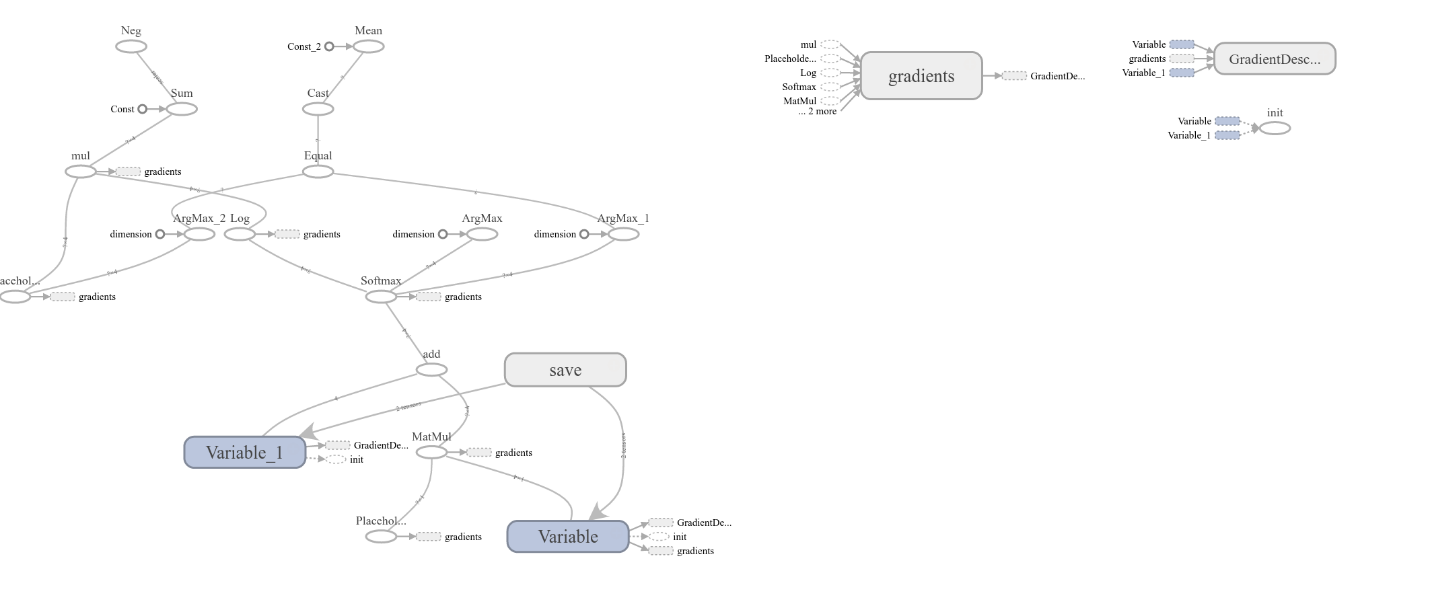 Neg
Mean
Const_2
Sum
Cast
Const
mul
gradients
Equal
ArgMax_2
Log
ArgMax
ArgMax_1
dimension
gradients
dimension
dimension
acehol...
gradients
Softmax
gradients
add
save
Variable_1
GradientDe...
init
MatMul
gradients
Placehol...
gradients
Variable
GradientDe...
init
gradients
mul
Placeholde...
Log
Softmax
MatMul
... 2 more
gradients
GradientDe...
Variable
gradients
Variable_1
GradientDesc...
init
Variable
Variable_1